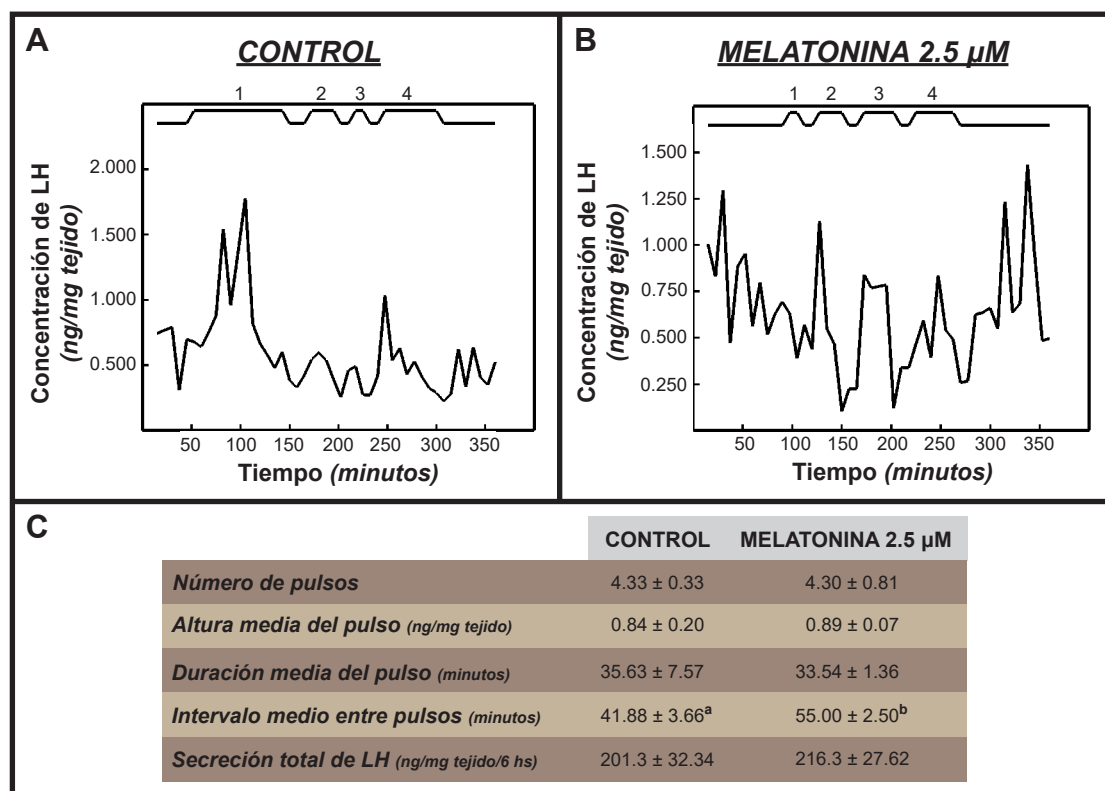 A
CONTROL
1 2 3 4
2.000
1.500
1.000
0.500
Concentración de LH
(ng/mg tejido)
50 100 150 200 250 300 350
Tiempo (minutos)
B
MELATONINA 2.5 µM
1 2 3 4
1.500
1.250
1.000
0.750
0.500
0.250
Concentración de LH
(ng/mg tejido)
50 100 150 200 250 300 350
Tiempo (minutos)
C
CONTROL MELATONINA 2.5 µM
Número de pulsos 4.33 ± 0.33 4.30 ± 0.81
Altura media del pulso (ng/mg tejido) 0.84 ± 0.20 0.89 ± 0.07
Duración media del pulso (minutos) 35.63 ± 7.57 33.54 ± 1.36
Intervalo medio entre pulsos (minutos) 41.88 ± 3.66a 55.00 ± 2.50b
Secreción total de LH (ng/mg tejido/6 hs) 201.3 ± 32.34 216.3 ± 27.62